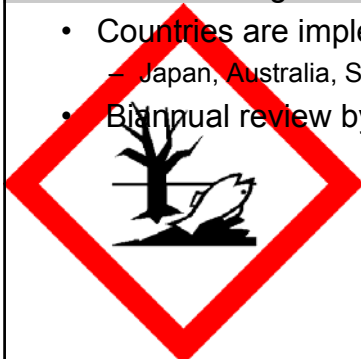 • Countries are imple
– Japan, Australia, S
• Biannual review by